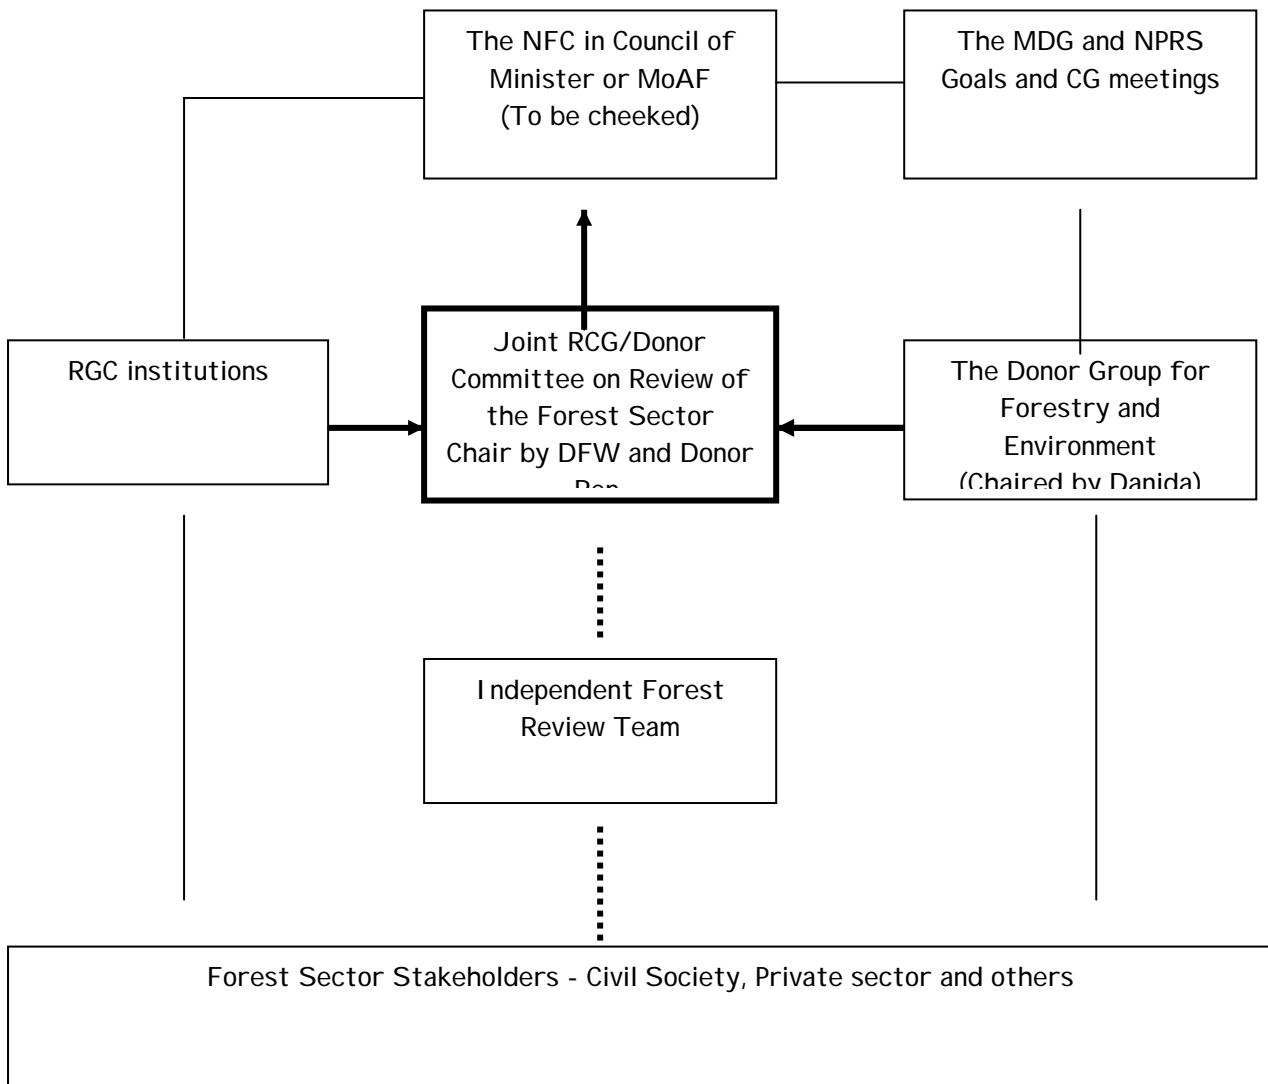 The NFC in Council of
Minister or MoAF
(To be cheeked)
The MDG and NPRS
Goals and CG meetings
RGC institutions
Joint RCG/Donor
Committee on Review of
the Forest Sector
Chair by DFW and Donor
The Donor Group for
Forestry and
Environment
(Chaired by Danida)
Independent Forest
Review Team
Forest Sector Stakeholders - Civil Society, Private sector and others